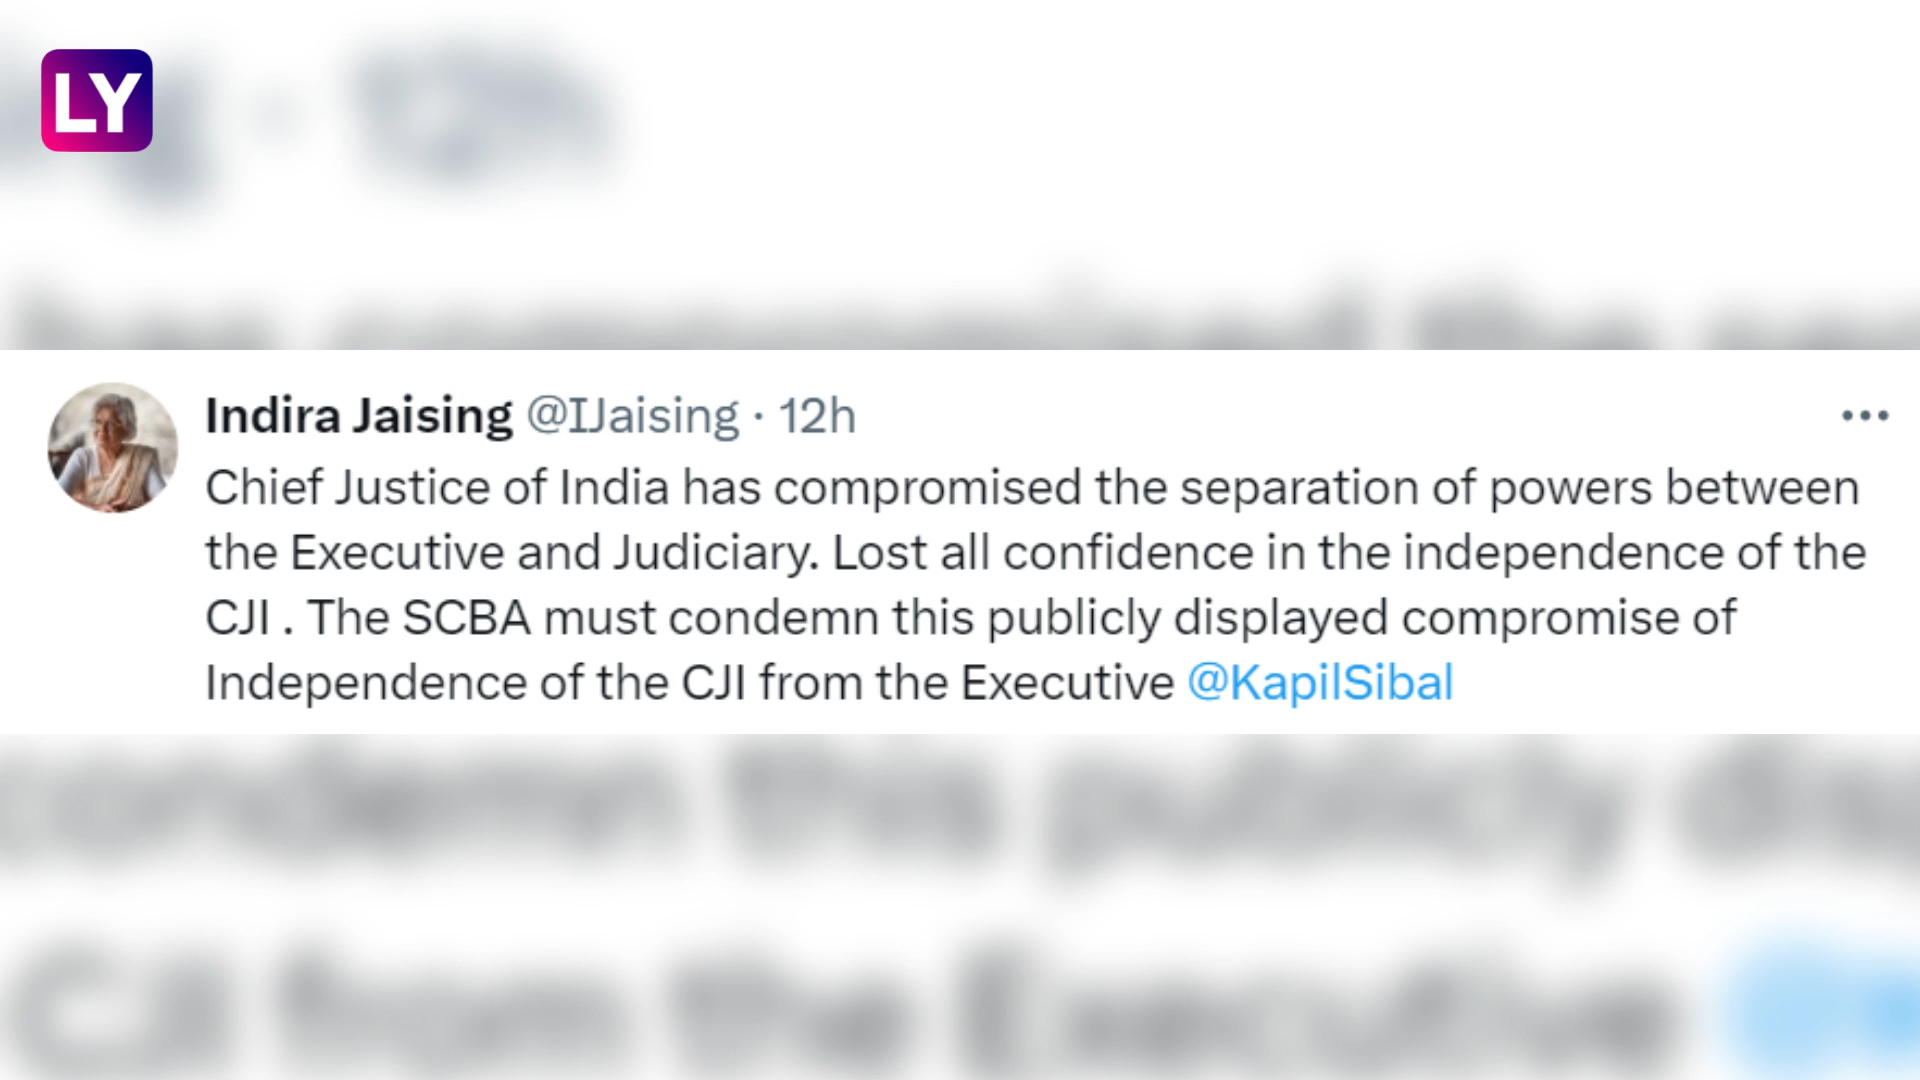 LY
Indira Jaising @IJaising · 12h
Chief Justice of India has compromised the separation of powers between
the Executive and Judiciary. Lost all confidence in the independence of the
CJI . The SCBA must condemn this publicly displayed compromise of
Independence of the CJI from the Executive @KapilSibal